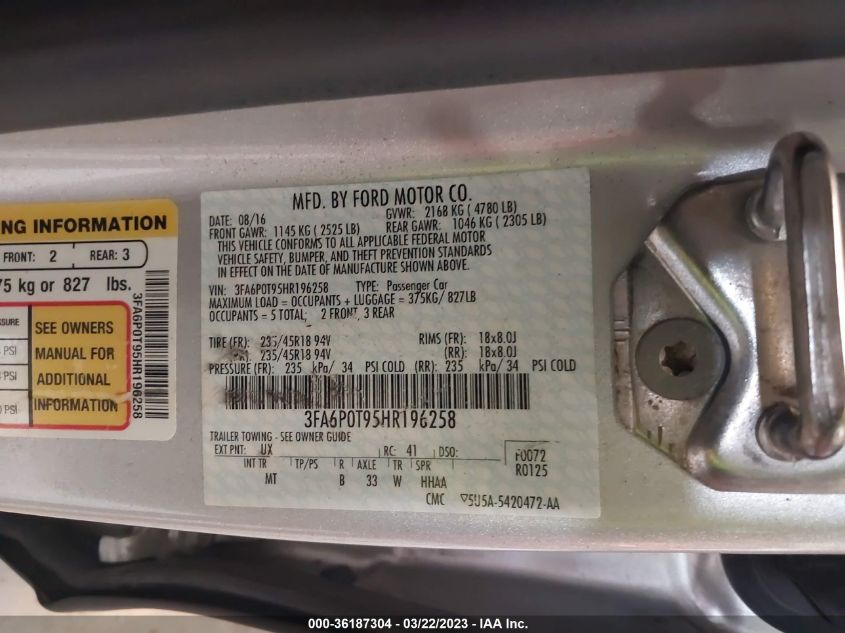 MFD. BY FORD MOTOR CO.
DATE: 08/16 GVWR: 2168 KG ( 4780 LB)
FRONT GAWR: 1145 KG ( 2525 LB) REAR GAWR: 1046 KG ( 2305 LB)
THIS VEHICLE CONFORMS TO ALL APPLICABLE FEDERAL MOTOR
VEHICLE SAFETY, BUMPER, AND THEFT PREVENTION STANDARDS
IN EFFECT ON THE DATE OF MANUFACTURE SHOWN ABOVE.
VIN: 3FA6P0T95HR196258 TYPE: Passenger Car
MAXIMUM LOAD = OCCUPANTS + LUGGAGE = 375KG/ 827LB
OCCUPANTS = 5 TOTAL; 2 FRONT, 3 REAR
TIRE (FR): 235/45R18 94V RIMS (FR): 18x8.0J
235/45R18 94V (RR): 18x8.0J
PRESSURE (FR): 235 kPa/ 34 PSI COLD (RR): 235 kPa/ 34 PSI COLD
3FA6P0T95HR196258
TRAILER TOWING - SEE OWNER GUIDE
EXT PNT: UX RC: 41 DSO: F0072
INT TR TP/PS R AXLE TR SPR R0125
MT B 33 W HHAA
CMC 5U5A-5420472-AA
NG INFORMATION
FRONT: 2 REAR: 3
75 kg or 827 lbs.
SSURE
PSI
PSI
PSI
SEE OWNERS
MANUAL FOR
ADDITIONAL
INFORMATION
3FA6P0T95HR196258
000-36187304 - 03/22/2023 - IAA Inc.